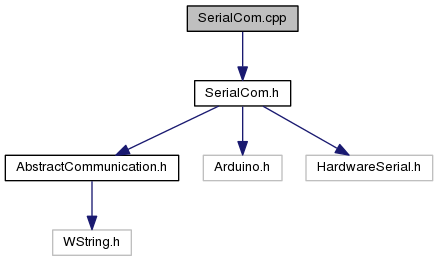 SerialCom.cpp
SerialCom.h
AbstractCommunication.h
Arduino.h
HardwareSerial.h
WString.h